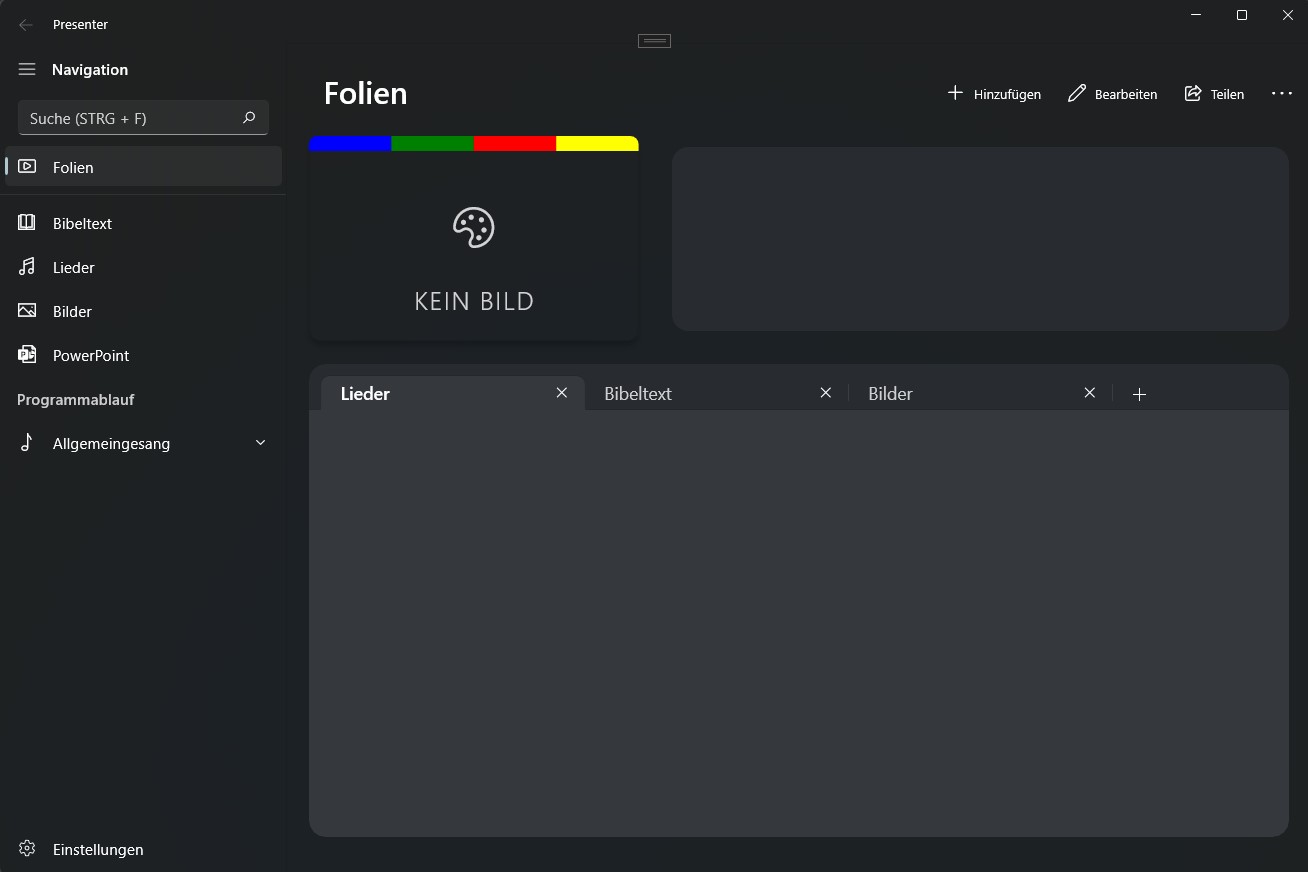 Presenter
Navigation
Suche (STRG + F)
Folien
Bibeltext
Lieder
Bilder
PowerPoint
Programmablauf
Allgemeingesang
Einstellungen
Folien
Hinzufügen
Bearbeiten
Teilen
KEIN BILD
Lieder
Bibeltext
Bilder